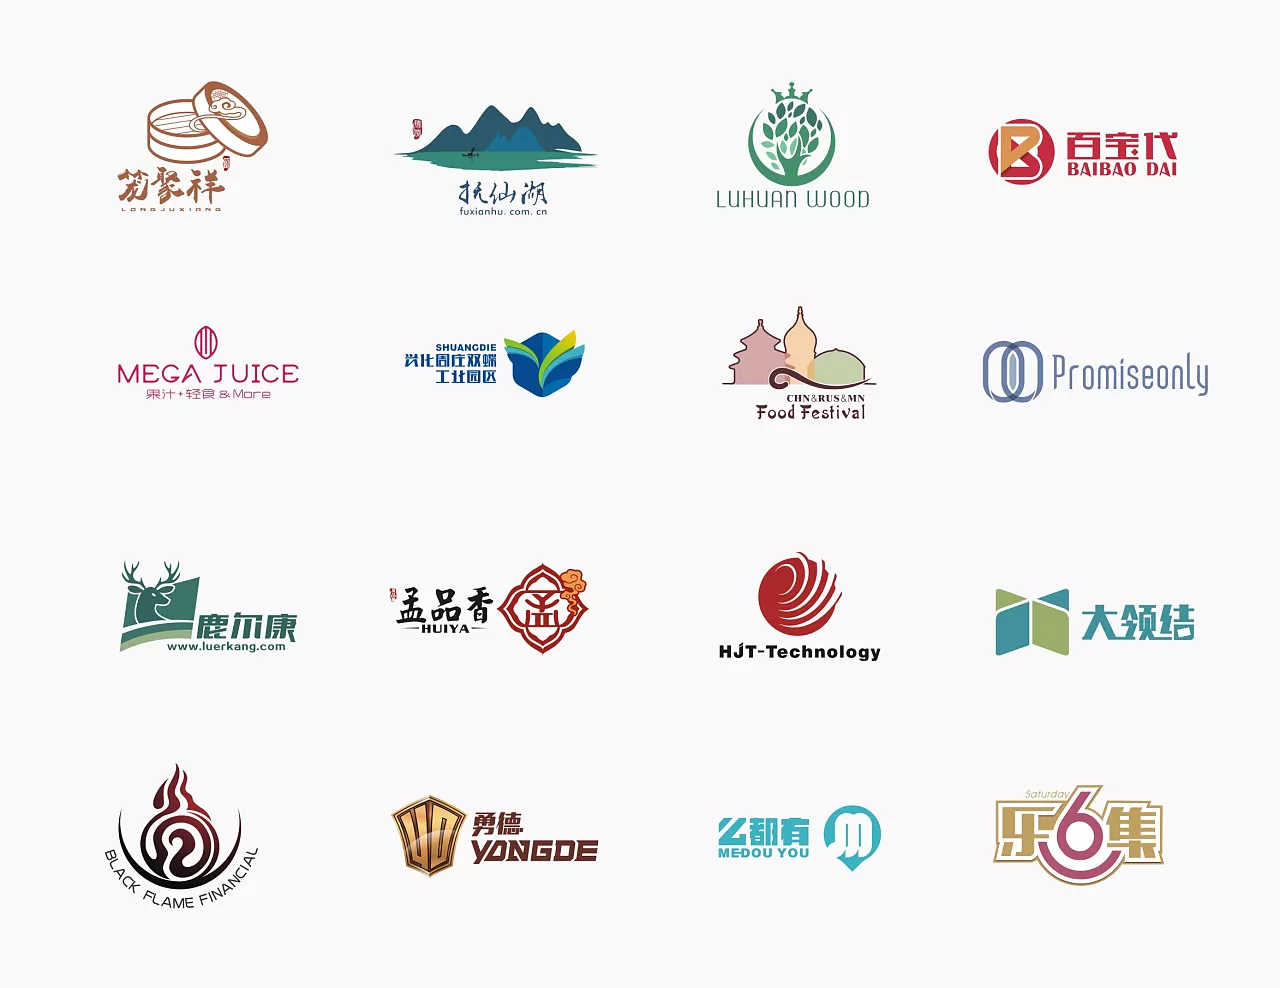 笼聚祥
LONGJUXIANG
抚仙湖
fuxianhu.com.cn
LUHUAN WOOD
百宝代
BAIBAO DAI
MEGA JUICE
果汁+轻食&More
SHUANGDIE
兴化周庄双蝶
工业园区
CHN&RUS&MN
Food Festival
Promiseonly
鹿尔康
www.luerkang.com
孟品香
HUIYA
孟
HJT-Technology
大领结
BLACK FLAME FINANCIAL
勇德
YONGDE
么都有
MEDOU YOU
Saturday
乐6集